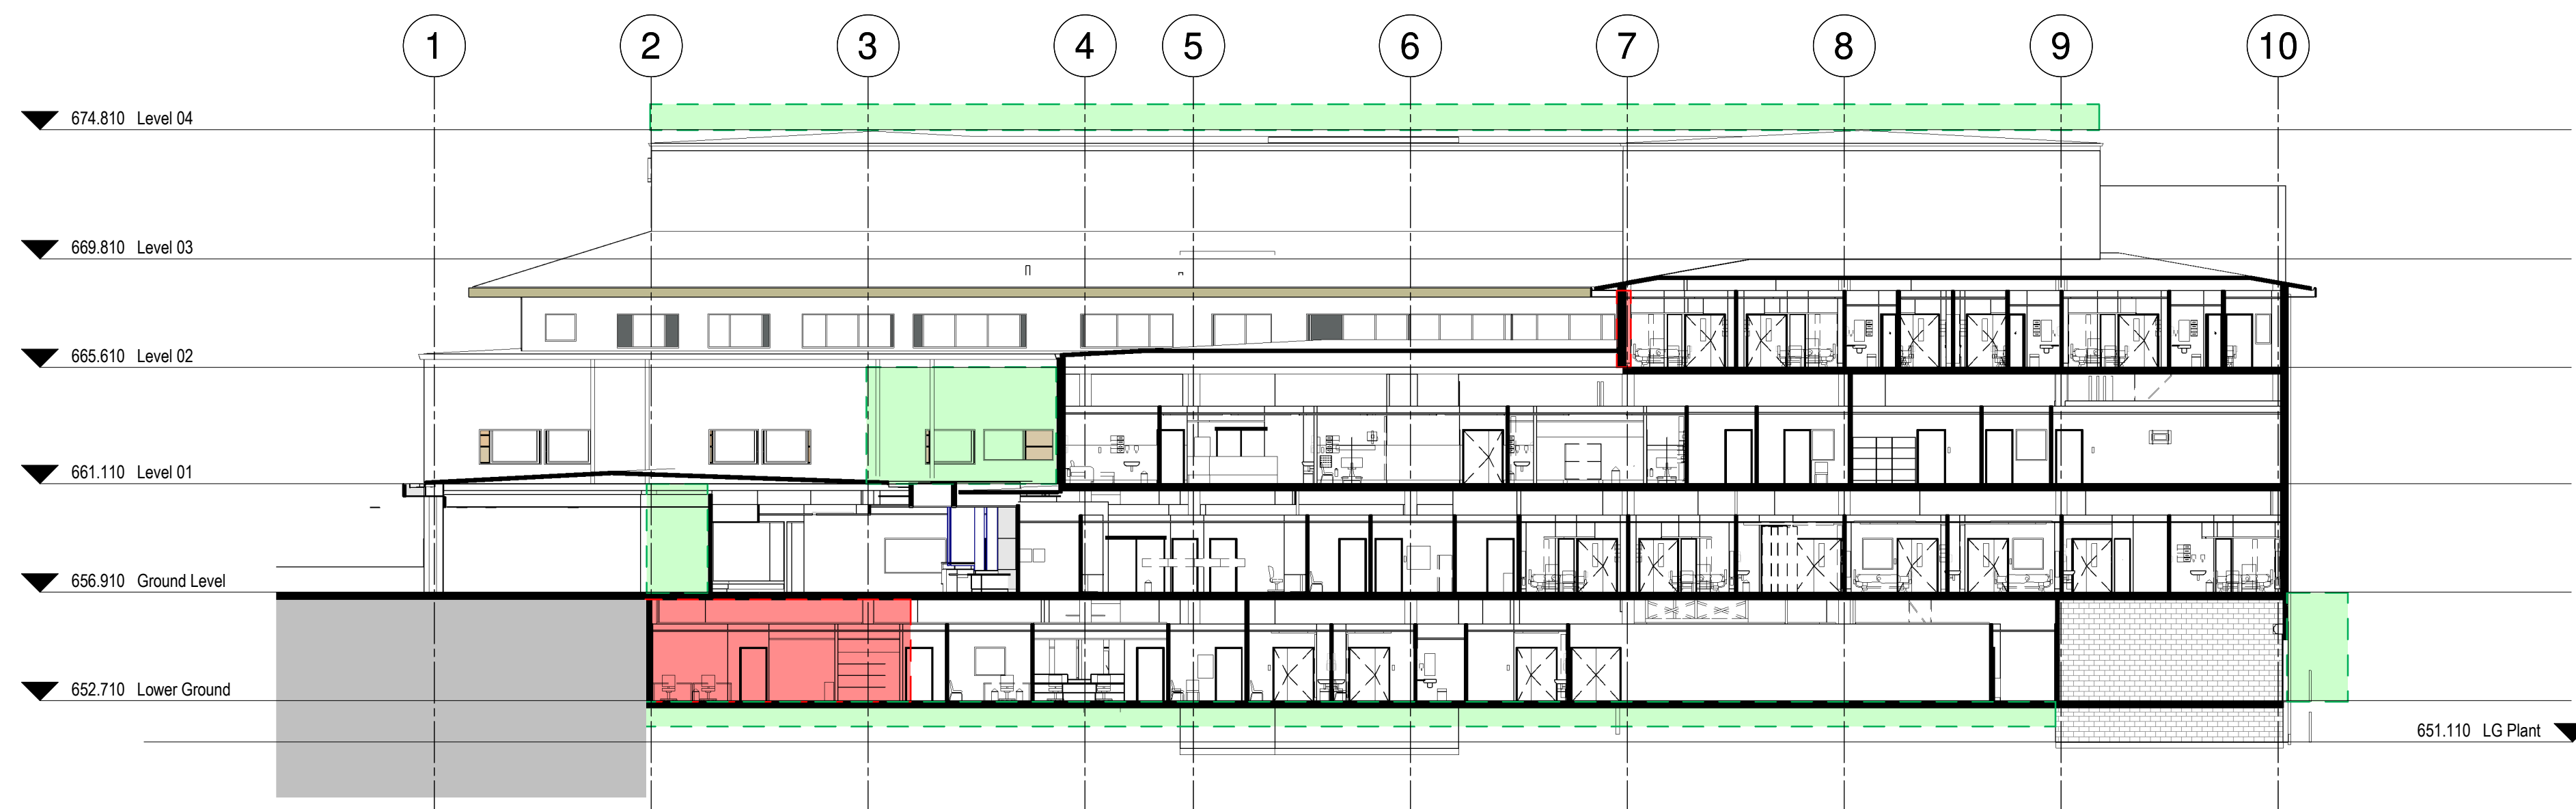 1 2 3 4 5 6 7 8 9 10
674.810 Level 04
669.810 Level 03
665.610 Level 02
661.110 Level 01
656.910 Ground Level
652.710 Lower Ground
651.110 LG Plant